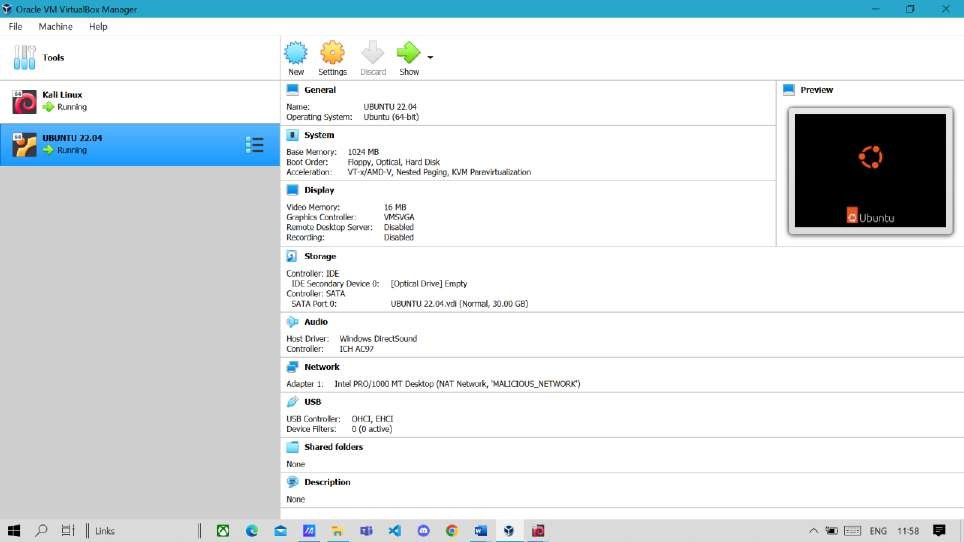 Oracle VM VirtualBox Manager
File Machine Help
Tools
New Settings Discard Show
64 Kali Linux
Running
64 UBUNTU 22.04
Running
General
Name: UBUNTU 22.04
Operating System: Ubuntu (64-bit)
System
Base Memory: 1024 MB
Boot Order: Floppy, Optical, Hard Disk
Acceleration: VT-x/AMD-V, Nested Paging, KVM Paravirtualization
Display
Video Memory: 16 MB
Graphics Controller: VMSVGA
Remote Desktop Server: Disabled
Recording: Disabled
Storage
Controller: IDE
IDE Secondary Device 0: [Optical Drive] Empty
Controller: SATA
SATA Port 0: UBUNTU 22.04.vdi (Normal, 30.00 GB)
Audio
Host Driver: Windows DirectSound
Controller: ICH AC97
Network
Adapter 1: Intel PRO/1000 MT Desktop (NAT Network, 'MALICIOUS_NETWORK')
USB
USB Controller: OHCI, EHCI
Device Filters: 0 (0 active)
Shared folders
None
Description
None
Preview
Ubuntu
Links
ENG 11:58